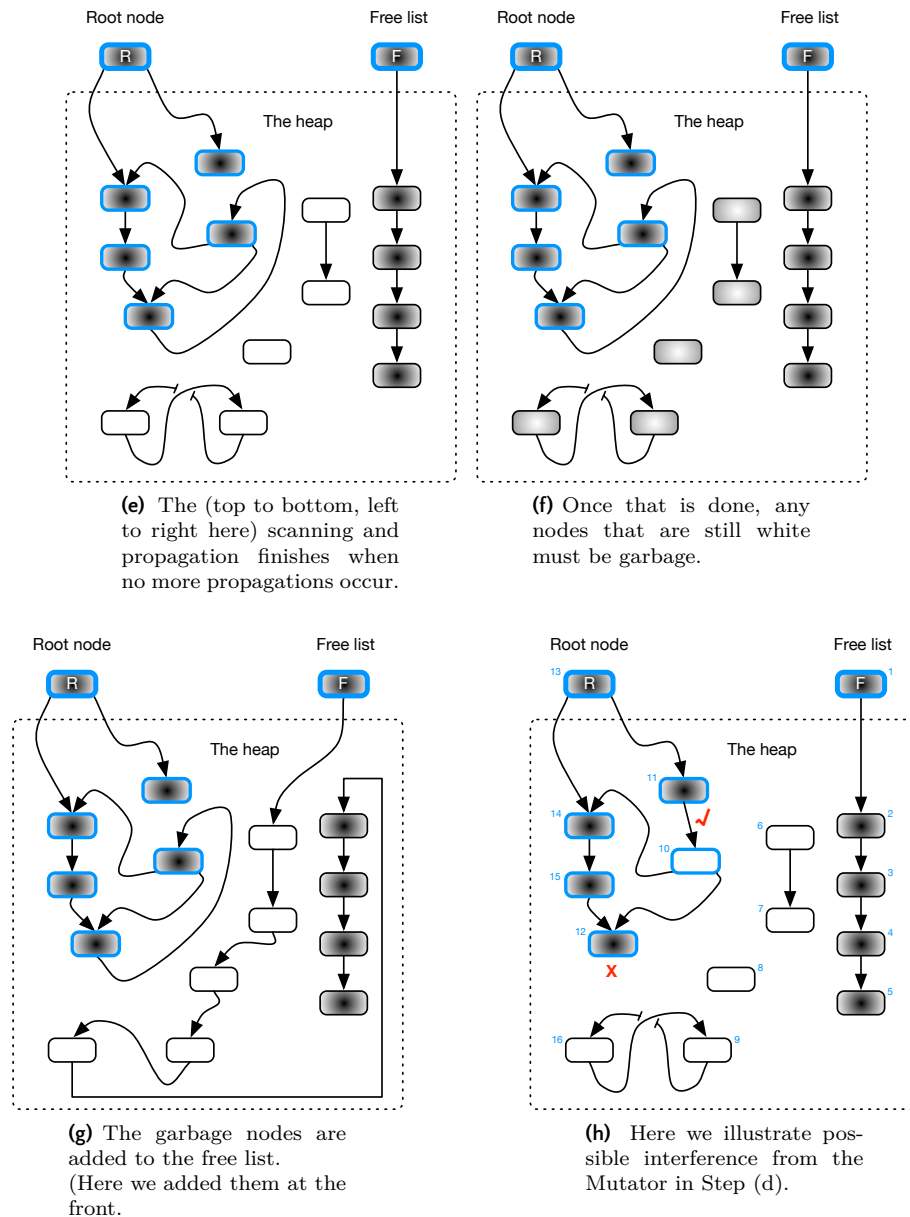 Root node
Free list
Root node
Free list
R
F
R
F
The heap
The heap
(e) The (top to bottom, left
to right here) scanning and
propagation finishes when
no more propagations occur.
(f) Once that is done, any
nodes that are still white
must be garbage.
Root node
Free list
Root node
Free list
R
F
13
R
F
1
The heap
The heap
11
14
√
2
10
6
15
3
12
7
4
x
8
5
16
9
(g) The garbage nodes are
added to the free list.
(Here we added them at the
front.
(h) Here we illustrate pos-
sible interference from the
Mutator in Step (d).